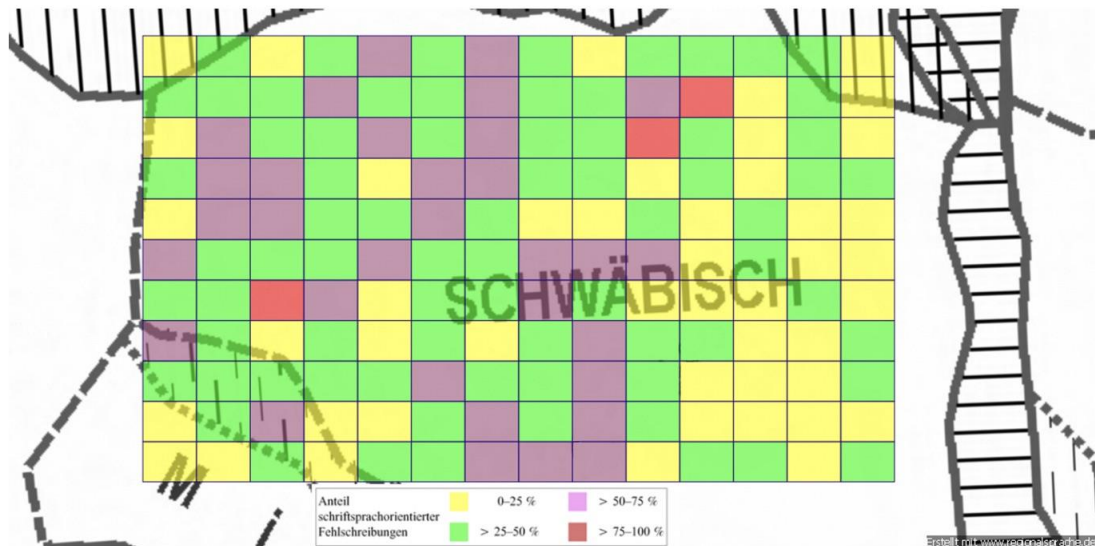 SCHWÄBISCH
M
Anteil
schriftsprachorientierter
Fehlschreibungen
0–25 %
> 50–75 %
> 25–50 %
> 75–100 %
Erstellt mit www.regionalsprache.de